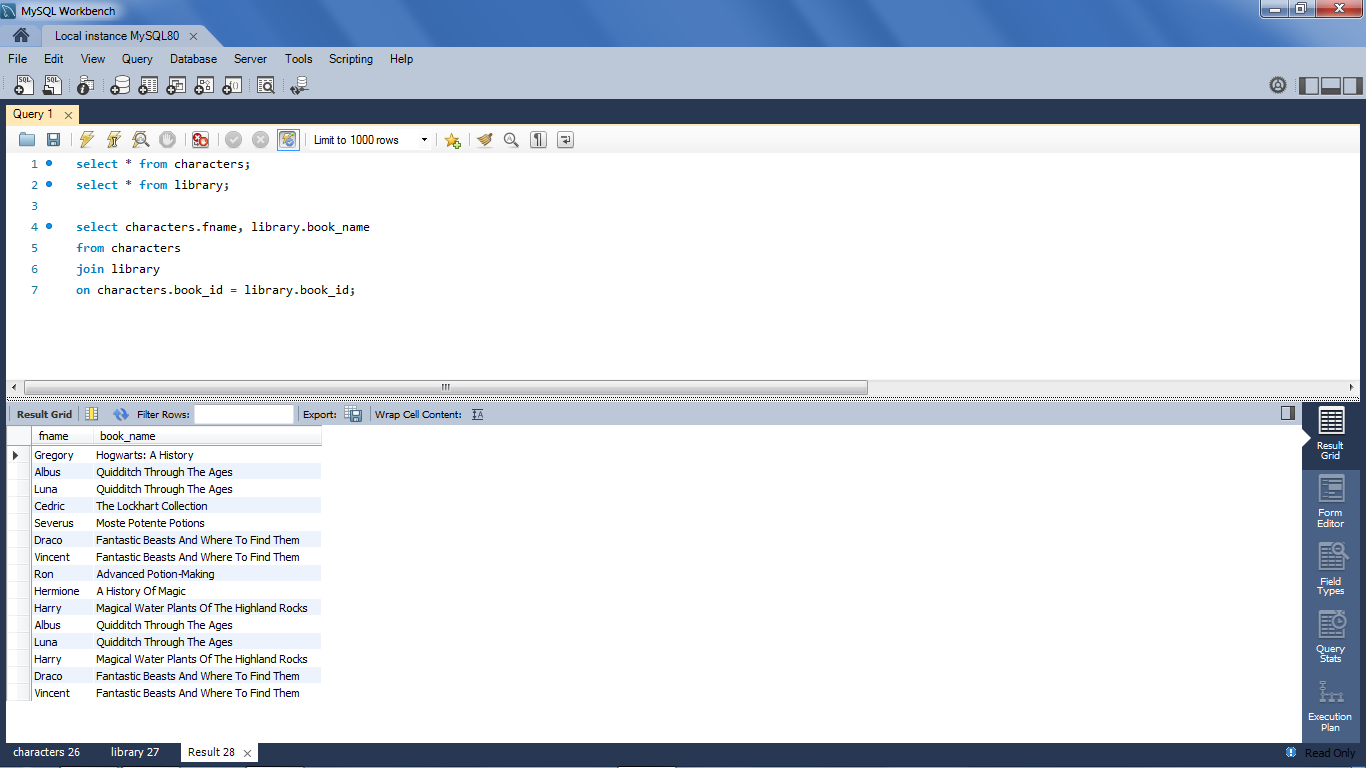 MySQL Workbench
Local instance MySQL80
File Edit View Query Database Server Tools Scripting Help
Query 1
Limit to 1000 rows
1 select * from characters;
2 select * from library;
3
4 select characters.fname, library.book_name
5 from characters
6 join library
7 on characters.book_id = library.book_id;
Result Grid Filter Rows: Export: Wrap Cell Content:
fname book_name
Gregory Hogwarts: A History
Albus Quidditch Through The Ages
Luna Quidditch Through The Ages
Cedric The Lockhart Collection
Severus Moste Potente Potions
Draco Fantastic Beasts And Where To Find Them
Vincent Fantastic Beasts And Where To Find Them
Ron Advanced Potion-Making
Hermione A History Of Magic
Harry Magical Water Plants Of The Highland Rocks
Albus Quidditch Through The Ages
Luna Quidditch Through The Ages
Harry Magical Water Plants Of The Highland Rocks
Draco Fantastic Beasts And Where To Find Them
Vincent Fantastic Beasts And Where To Find Them
Result
Grid
Form
Editor
Field
Types
Query
Stats
Execution
Plan
characters 26 library 27 Result 28
Read Only